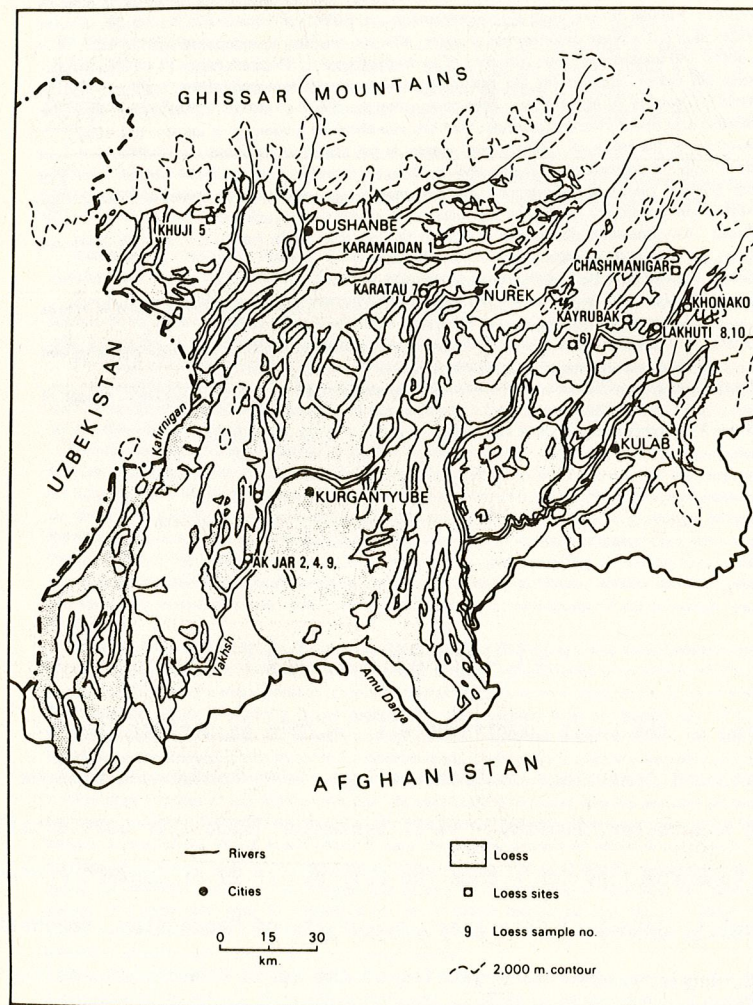 GHISSAR MOUNTAINS
KHUJI 5
DUSHANBE
KARAMAIDAN 1
CHASHMANIGAR
KARATAU 7
NUREK
KHONAKO
KAYRUBAK
LAKHUTI 8,10
6
UZBEKISTAN
Kafirnigan
KULAB
1
KURGANTYUBE
AK JAR 2, 4, 9,
Vakhsh
Amu Darya
AFGHANISTAN
Rivers
Loess
Cities
Loess sites
0 15 30
km.
9 Loess sample no.
2,000 m. contour